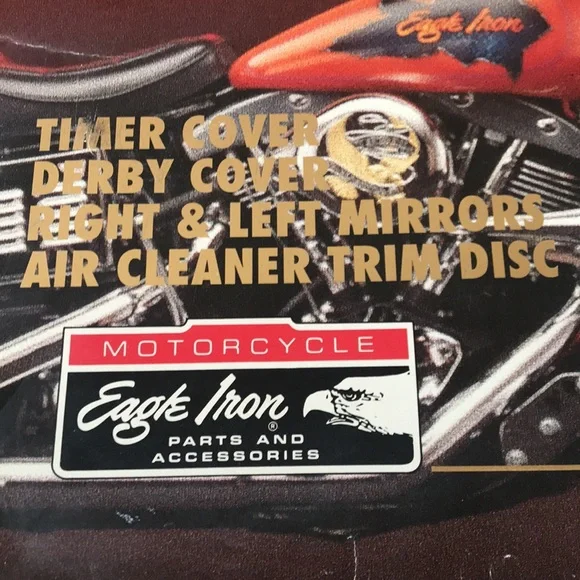 Eagle Iron
TIMER COVER
DERBY COVER
RIGHT & LEFT MIRRORS
AIR CLEANER TRIM DISC
MOTORCYCLE
Eagle Iron ®
PARTS AND
ACCESSORIES